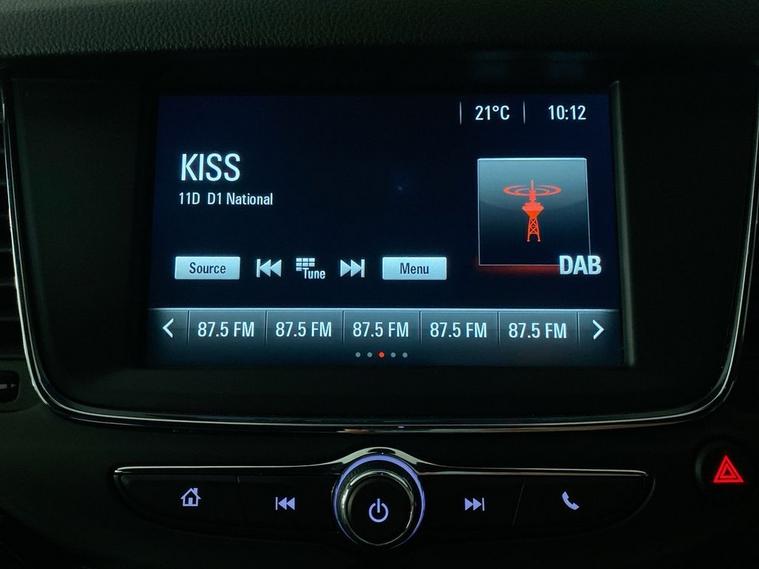 21°C 10:12
KISS
11D D1 National
DAB
Source Tune Menu
87.5 FM 87.5 FM 87.5 FM 87.5 FM 87.5 FM